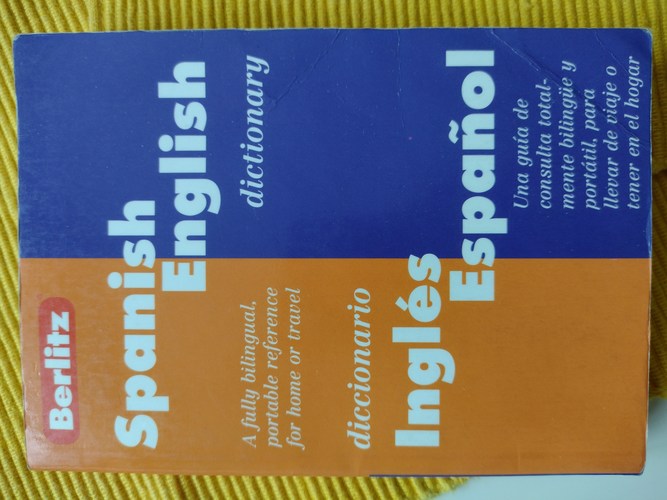 Berlitz
Spanish
English
dictionary
A fully bilingual,
portable reference
for home or travel
diccionario
Inglés
Español
Una guía de
consulta total-
mente bilingüe y
portátil, para
llevar de viaje o
tener en el hogar